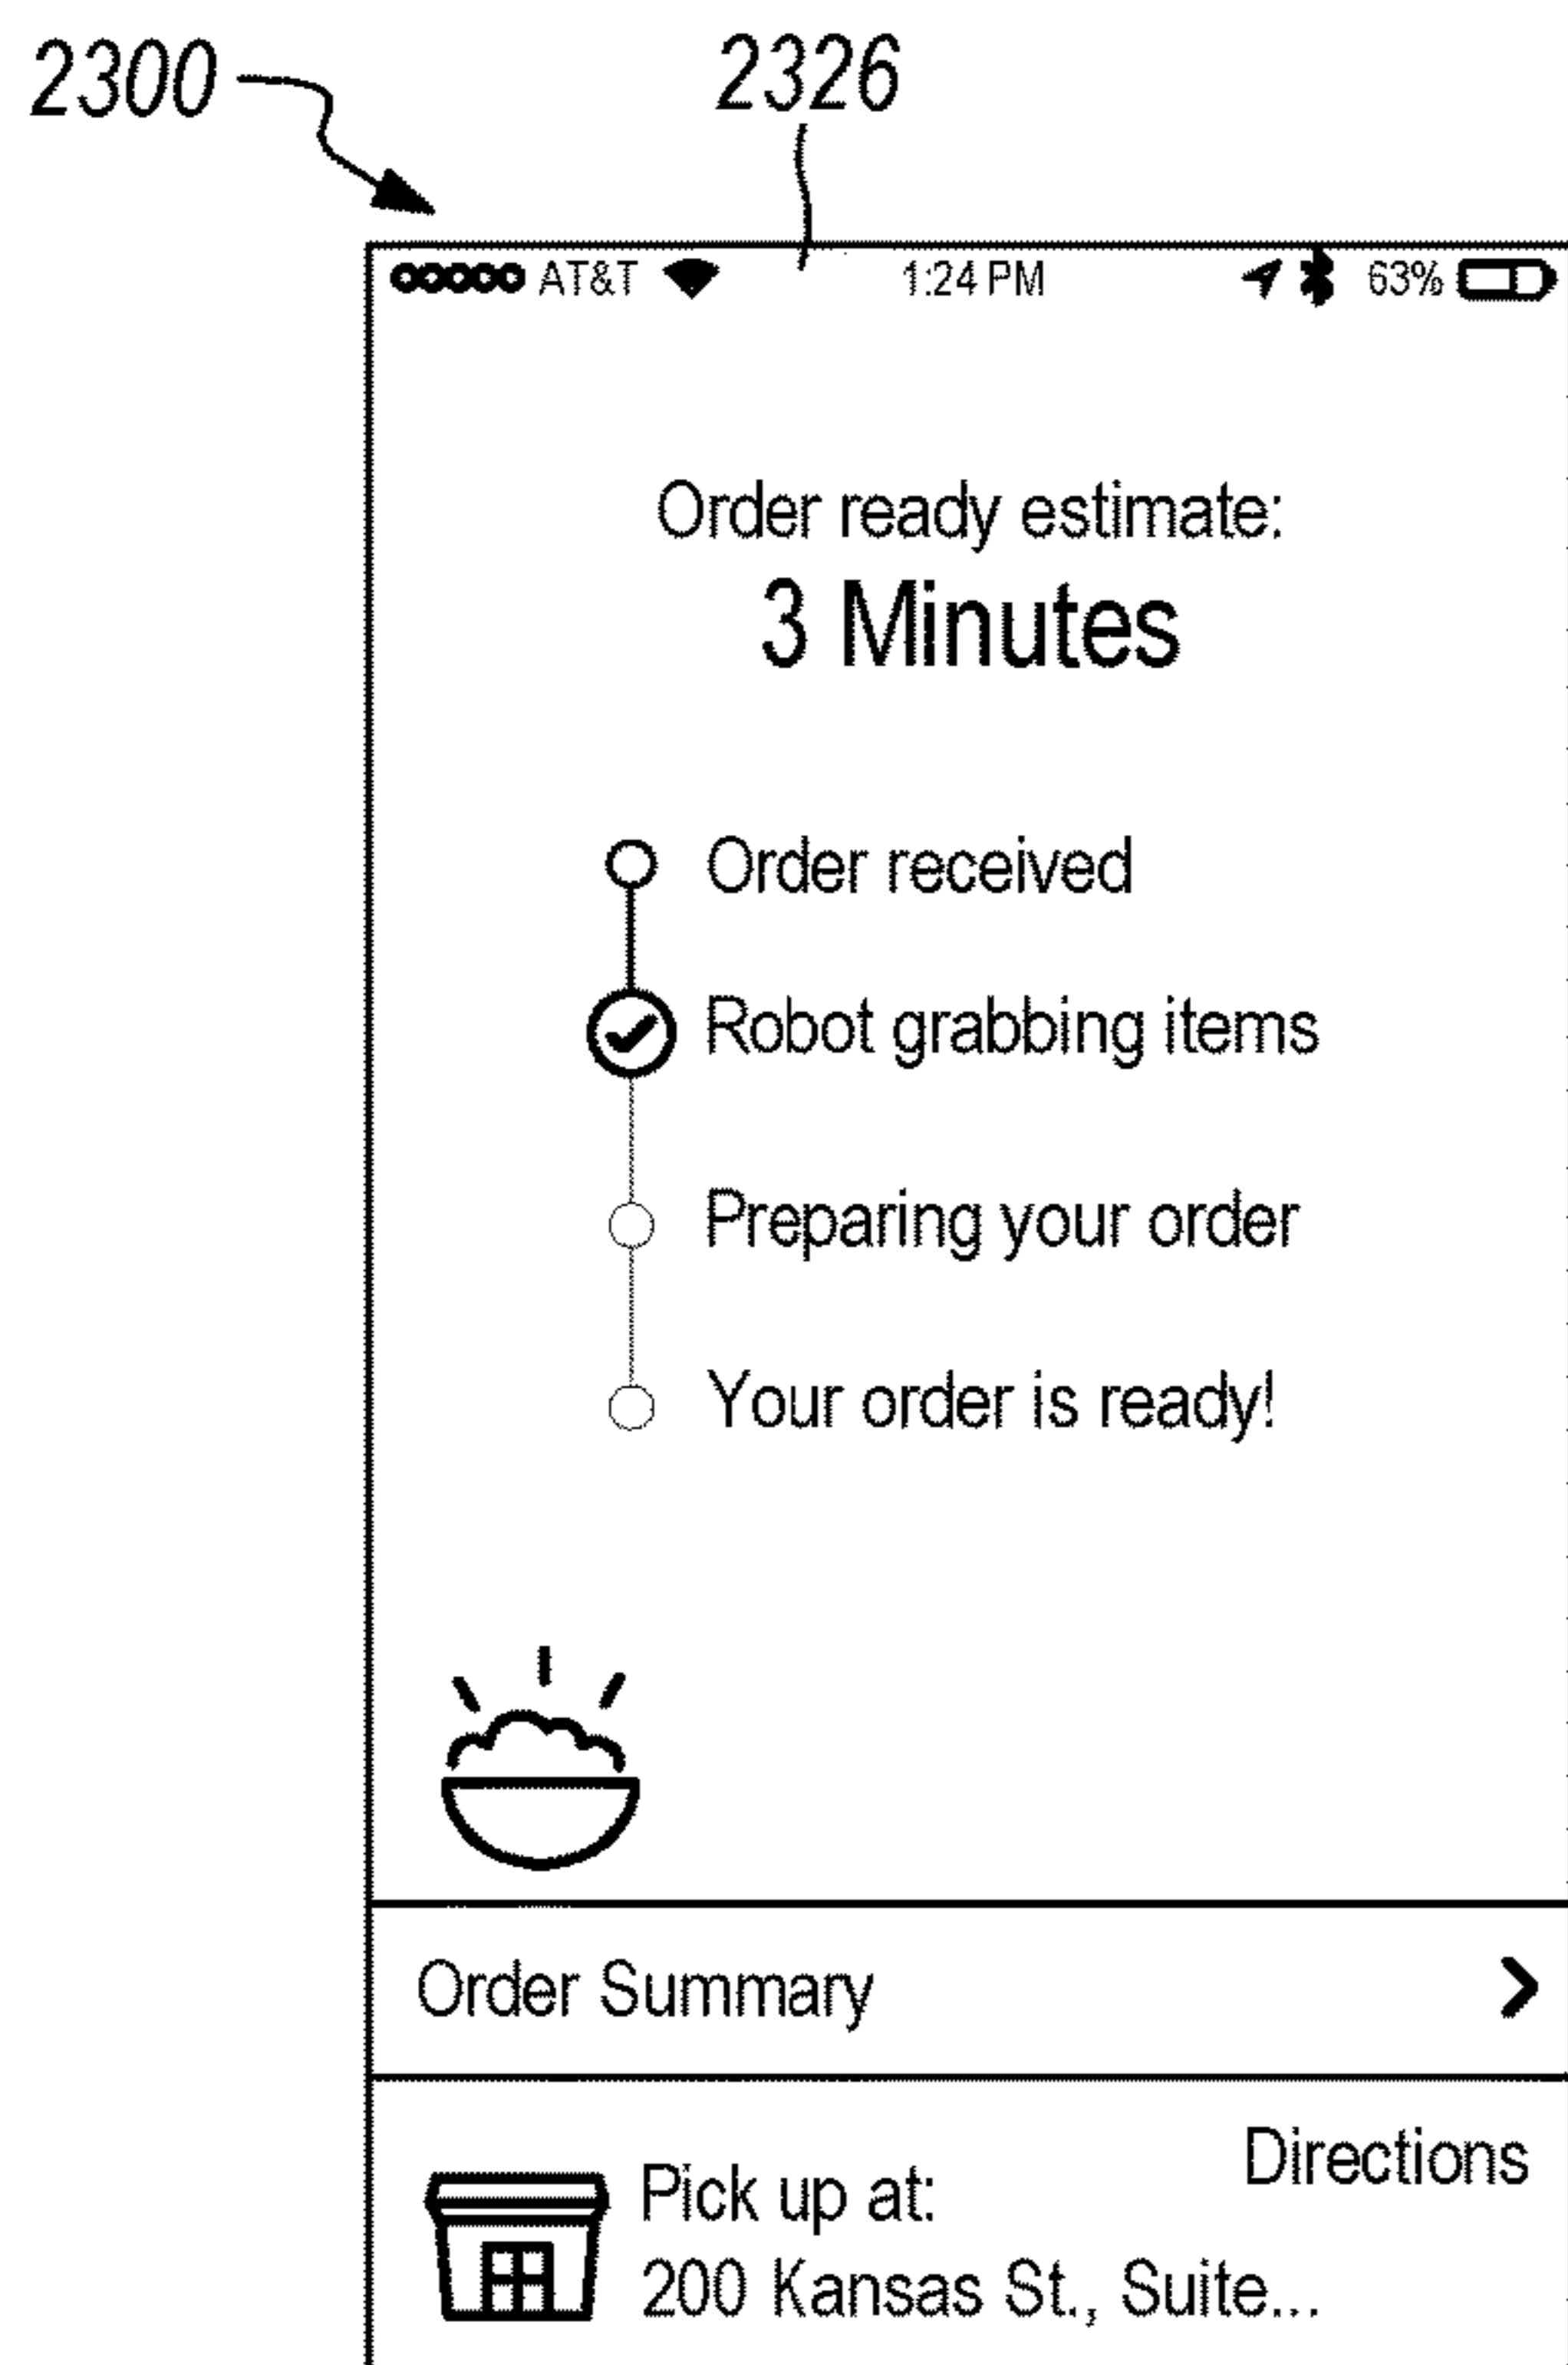 2300
2326
AT&T 1:24 PM 63%
Order ready estimate:
3 Minutes
Order received
Robot grabbing items
Preparing your order
Your order is ready!
Order Summary
Directions
Pick up at:
200 Kansas St., Suite...